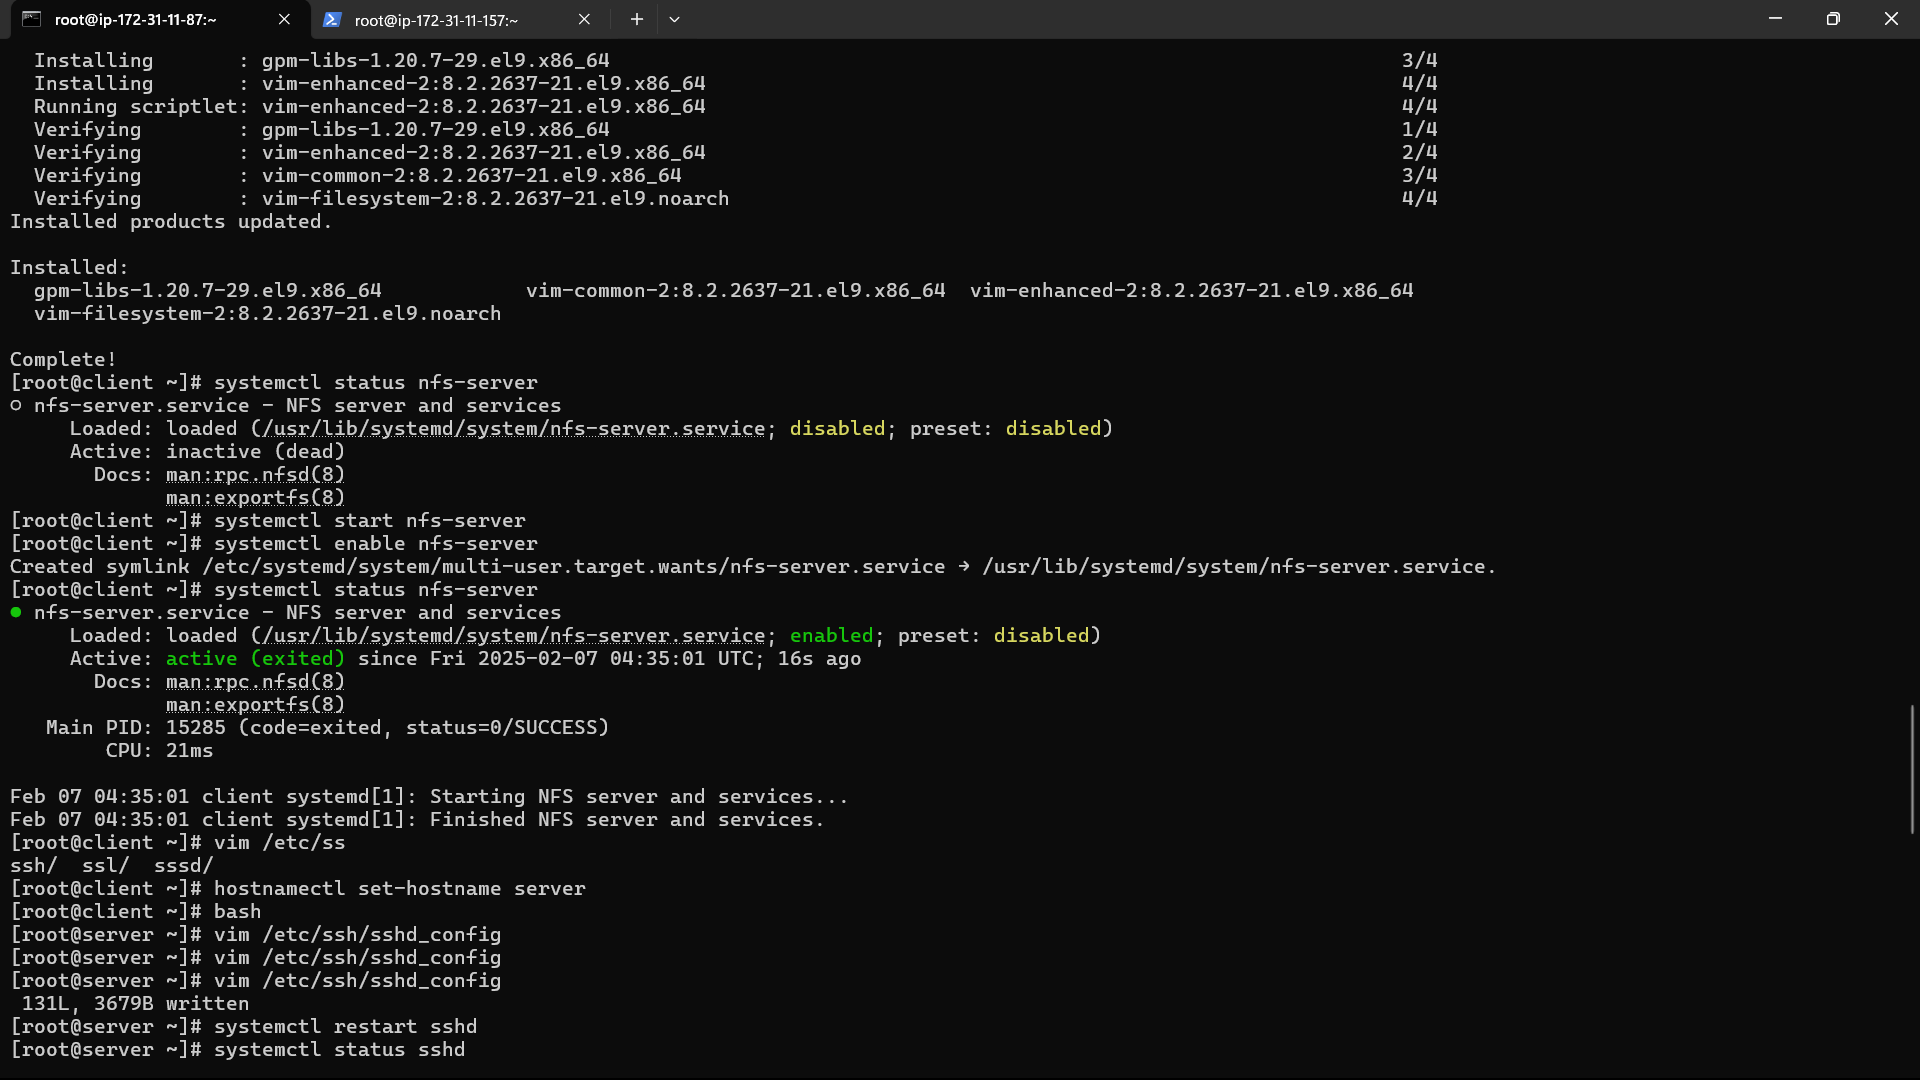 root@ip-172-31-11-87:~ root@ip-172-31-11-157:~
  Installing       : gpm-libs-1.20.7-29.el9.x86_64                                                                  3/4
  Installing       : vim-enhanced-2:8.2.2637-21.el9.x86_64                                                          4/4
  Running scriptlet: vim-enhanced-2:8.2.2637-21.el9.x86_64                                                          4/4
  Verifying        : gpm-libs-1.20.7-29.el9.x86_64                                                                  1/4
  Verifying        : vim-enhanced-2:8.2.2637-21.el9.x86_64                                                          2/4
  Verifying        : vim-common-2:8.2.2637-21.el9.x86_64                                                            3/4
  Verifying        : vim-filesystem-2:8.2.2637-21.el9.noarch                                                        4/4
Installed products updated.

Installed:
  gpm-libs-1.20.7-29.el9.x86_64            vim-common-2:8.2.2637-21.el9.x86_64  vim-enhanced-2:8.2.2637-21.el9.x86_64
  vim-filesystem-2:8.2.2637-21.el9.noarch

Complete!
[root@client ~]# systemctl status nfs-server
○ nfs-server.service - NFS server and services
     Loaded: loaded (/usr/lib/systemd/system/nfs-server.service; disabled; preset: disabled)
     Active: inactive (dead)
       Docs: man:rpc.nfsd(8)
             man:exportfs(8)
[root@client ~]# systemctl start nfs-server
[root@client ~]# systemctl enable nfs-server
Created symlink /etc/systemd/system/multi-user.target.wants/nfs-server.service → /usr/lib/systemd/system/nfs-server.service.
[root@client ~]# systemctl status nfs-server
● nfs-server.service - NFS server and services
     Loaded: loaded (/usr/lib/systemd/system/nfs-server.service; enabled; preset: disabled)
     Active: active (exited) since Fri 2025-02-07 04:35:01 UTC; 16s ago
       Docs: man:rpc.nfsd(8)
             man:exportfs(8)
   Main PID: 15285 (code=exited, status=0/SUCCESS)
        CPU: 21ms

Feb 07 04:35:01 client systemd[1]: Starting NFS server and services...
Feb 07 04:35:01 client systemd[1]: Finished NFS server and services.
[root@client ~]# vim /etc/ss
ssh/  ssl/  sssd/
[root@client ~]# hostnamectl set-hostname server
[root@client ~]# bash
[root@server ~]# vim /etc/ssh/sshd_config
[root@server ~]# vim /etc/ssh/sshd_config
[root@server ~]# vim /etc/ssh/sshd_config
 131L, 3679B written
[root@server ~]# systemctl restart sshd
[root@server ~]# systemctl status sshd